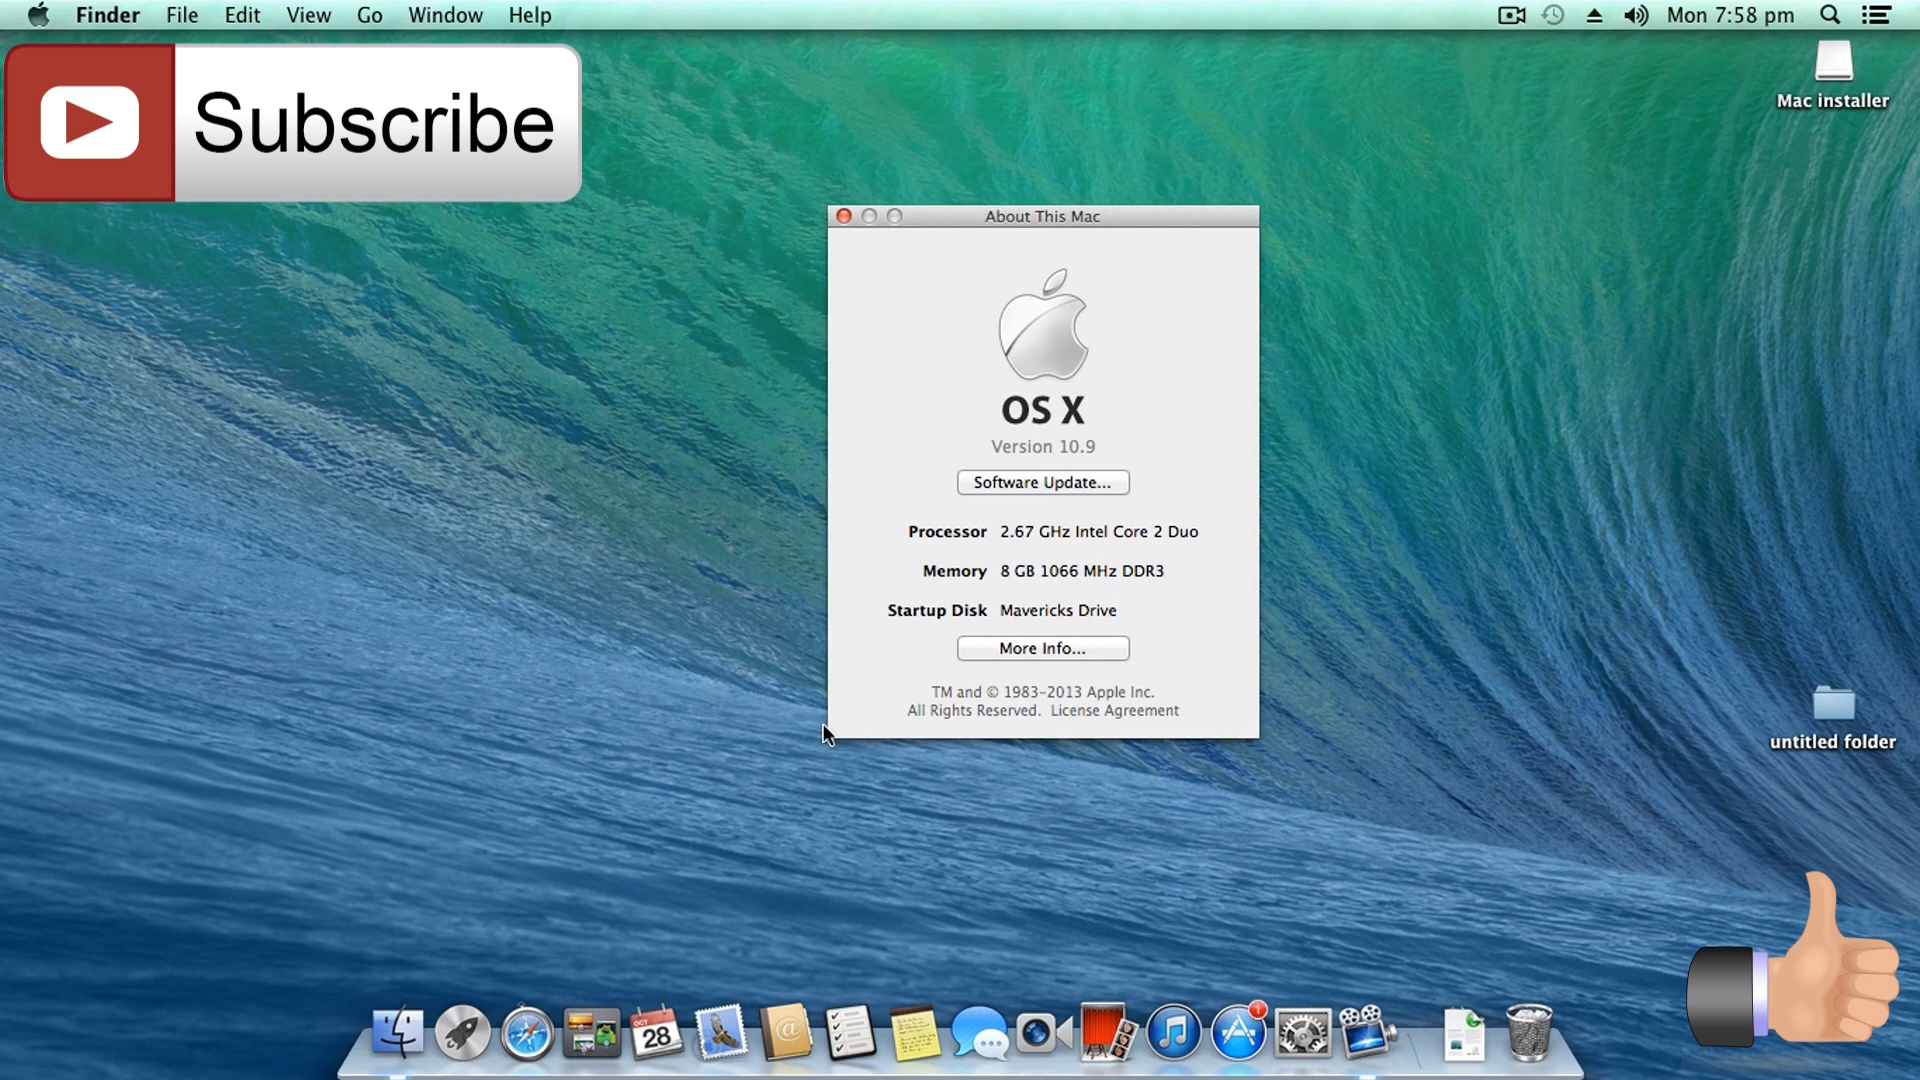 Finder File Edit View Go Window Help Mon 7:58 pm
Subscribe
Mac installer
About This Mac
OS X
Version 10.9
Software Update...
Processor 2.67 GHz Intel Core 2 Duo
Memory 8 GB 1066 MHz DDR3
Startup Disk Mavericks Drive
More Info...
TM and © 1983-2013 Apple Inc.
All Rights Reserved. License Agreement
untitled folder
OCT
28
1